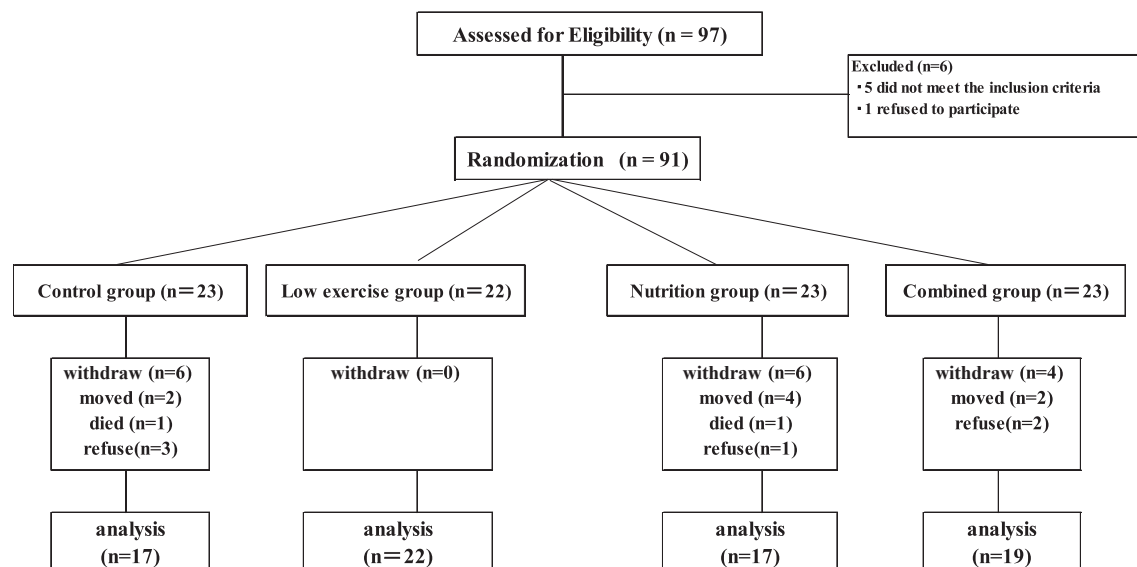 Assessed for Eligibility (n = 97)
Excluded (n=6)
・5 did not meet the inclusion criteria
・1 refused to participate
Randomization (n = 91)
Control group (n＝23)
Low exercise group (n＝22)
Nutrition group (n＝23)
Combined group (n＝23)
withdraw (n=6)
moved (n=2)
died (n=1)
refuse(n=3)
withdraw (n=0)
withdraw (n=6)
moved (n=4)
died (n=1)
refuse(n=1)
withdraw (n=4)
moved (n=2)
refuse(n=2)
analysis
(n=17)
analysis
(n＝22)
analysis
(n=17)
analysis
(n=19)